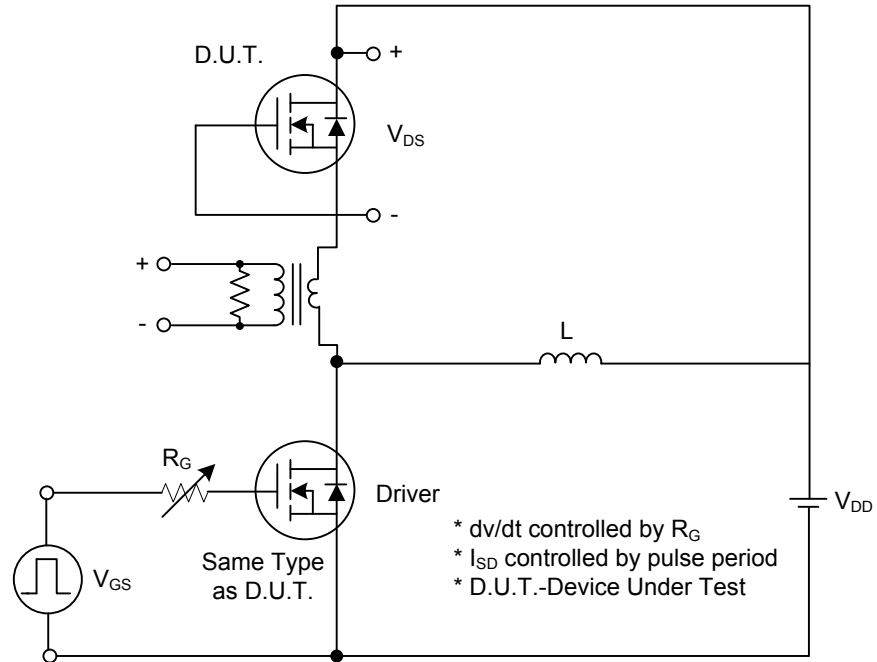 D.U.T.
+
V_DS
-
+
-
L
R_G
Driver
V_DD
Same Type
as D.U.T.
V_GS
* dv/dt controlled by R_G
* I_SD controlled by pulse period
* D.U.T.-Device Under Test